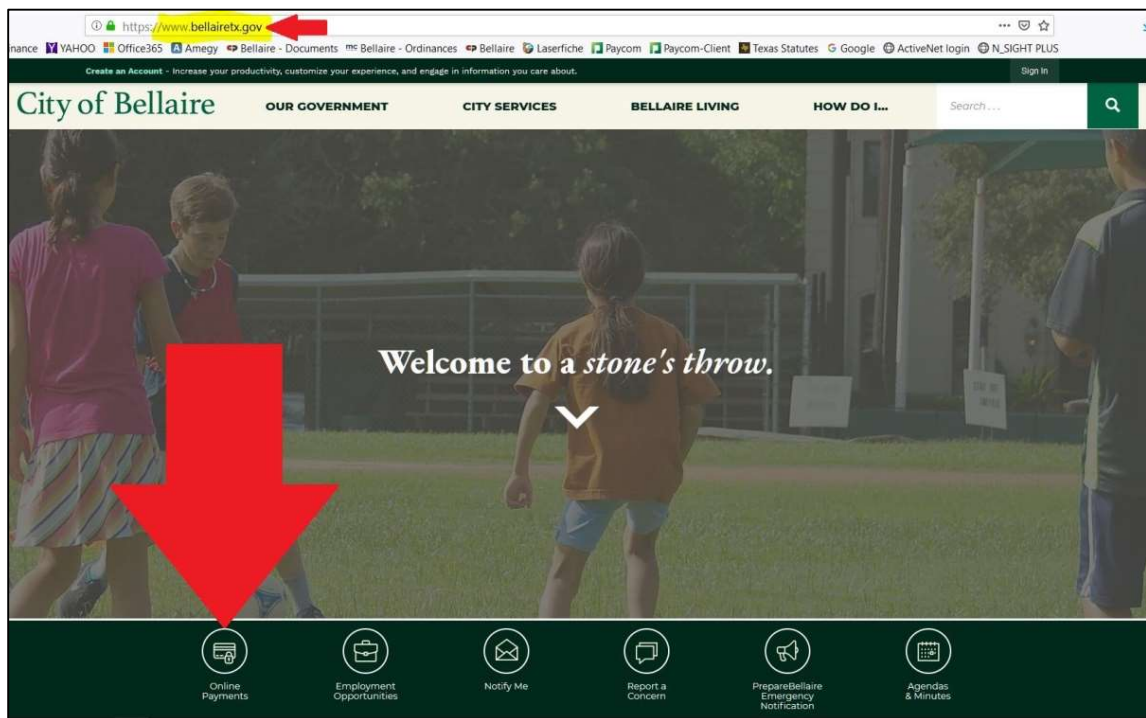 https://www.bellairetx.gov
inance YAHOO Office365 Amegy Bellaire - Documents Bellaire - Ordinances Bellaire Laserfiche Paycom Paycom-Client Texas Statutes Google ActiveNet login N_SIGHT PLUS
Create an Account - Increase your productivity, customize your experience, and engage in information you care about. Sign In
City of Bellaire OUR GOVERNMENT CITY SERVICES BELLAIRE LIVING HOW DO I... Search...
Welcome to a stone's throw.
Online
Payments
Employment
Opportunities
Notify Me
Report a
Concern
PrepareBellaire
Emergency
Notification
Agendas
& Minutes